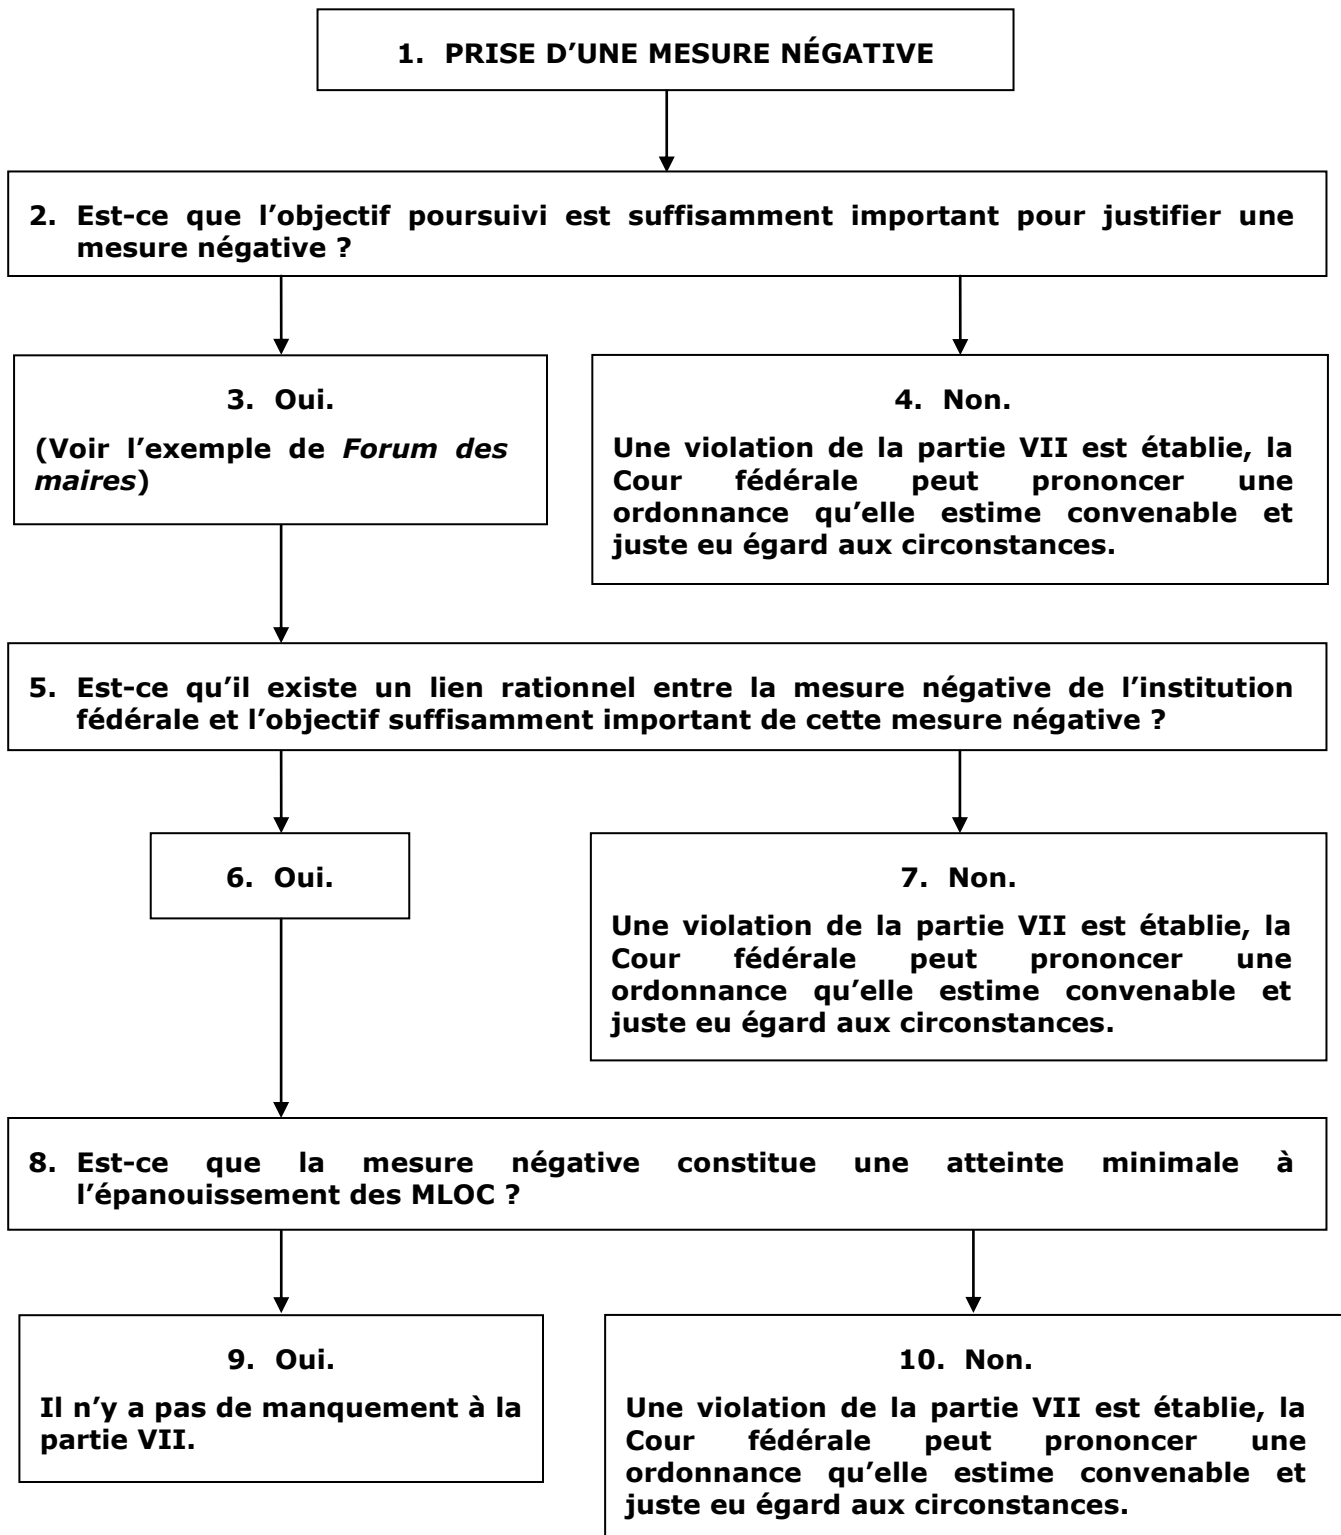 1. PRISE D’UNE MESURE NÉGATIVE
2. Est-ce que l’objectif poursuivi est suffisamment important pour justifier une
mesure négative ?
3. Oui.
(Voir l’exemple de Forum des
maires)
4. Non.
Une violation de la partie VII est établie, la
Cour fédérale peut prononcer une
ordonnance qu’elle estime convenable et
juste eu égard aux circonstances.
5. Est-ce qu’il existe un lien rationnel entre la mesure négative de l’institution
fédérale et l’objectif suffisamment important de cette mesure négative ?
6. Oui.
7. Non.
Une violation de la partie VII est établie, la
Cour fédérale peut prononcer une
ordonnance qu’elle estime convenable et
juste eu égard aux circonstances.
8. Est-ce que la mesure négative constitue une atteinte minimale à
l’épanouissement des MLOC ?
9. Oui.
Il n’y a pas de manquement à la
partie VII.
10. Non.
Une violation de la partie VII est établie, la
Cour fédérale peut prononcer une
ordonnance qu’elle estime convenable et
juste eu égard aux circonstances.